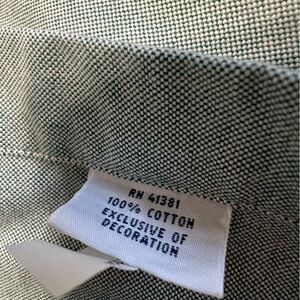 RN 41381
100% COTTON
EXCLUSIVE OF
DECORATION